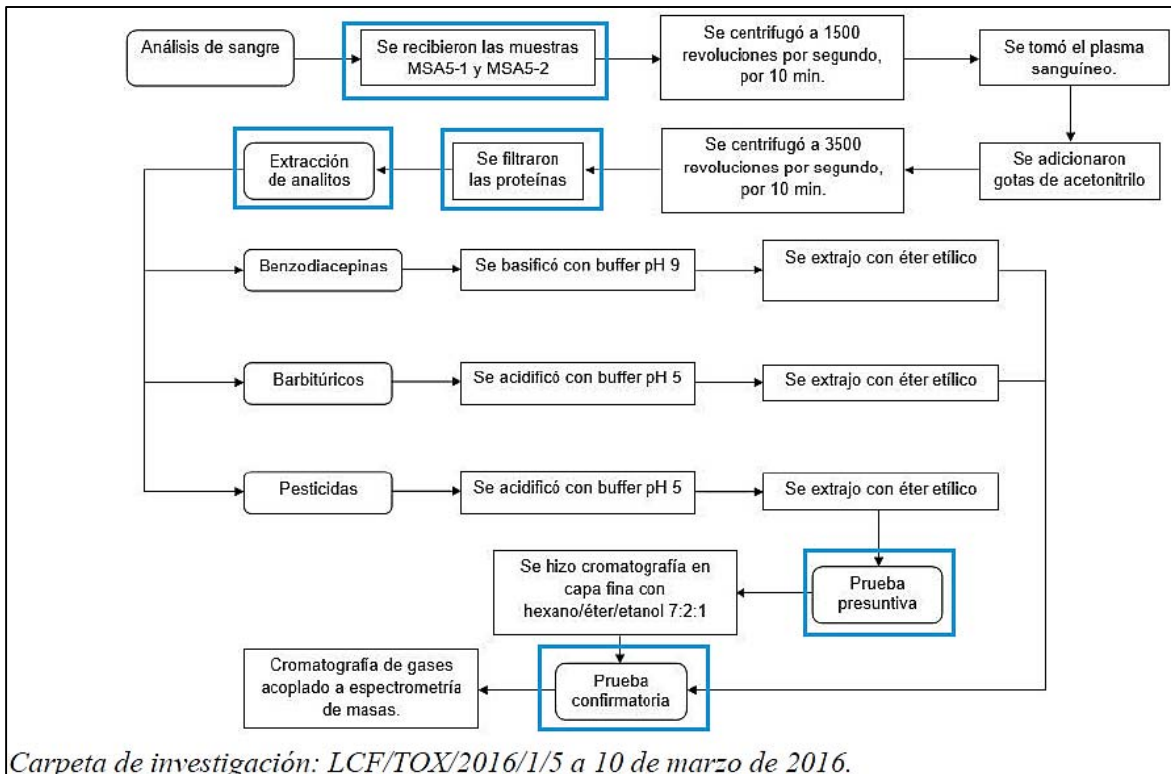 Análisis de sangre
Se recibieron las muestras
MSA5-1 y MSA5-2
Se centrifugó a 1500
revoluciones por segundo,
por 10 min.
Se tomó el plasma
sanguíneo.
Extracción
de analitos
Se filtraron
las proteínas
Se centrifugó a 3500
revoluciones por segundo,
por 10 min.
Se adicionaron
gotas de acetonitrilo
Benzodiacepinas
Se basificó con buffer pH 9
Se extrajo con éter etílico
Barbitúricos
Se acidificó con buffer pH 5
Se extrajo con éter etílico
Pesticidas
Se acidificó con buffer pH 5
Se extrajo con éter etílico
Se hizo cromatografía en
capa fina con
hexano/éter/etanol 7:2:1
Prueba
presuntiva
Cromatografía de gases
acoplado a espectrometría
de masas.
Prueba
confirmatoria
Carpeta de investigación: LCF/TOX/2016/1/5 a 10 de marzo de 2016.